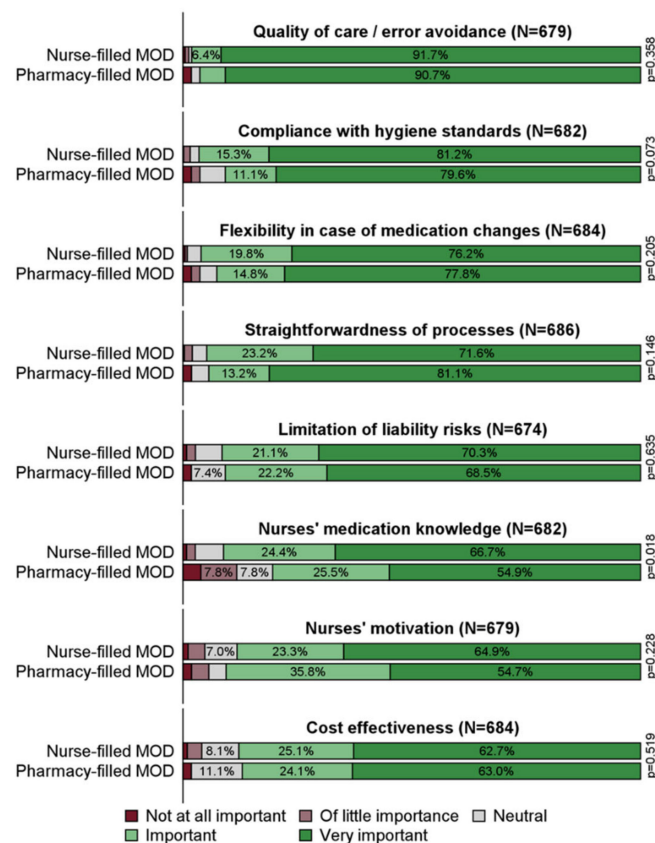 Quality of care / error avoidance (N=679)
Nurse-filled MOD 6.4% 91.7%
Pharmacy-filled MOD 90.7%
p=0.358
Compliance with hygiene standards (N=682)
Nurse-filled MOD 15.3% 81.2%
Pharmacy-filled MOD 11.1% 79.6%
p=0.073
Flexibility in case of medication changes (N=684)
Nurse-filled MOD 19.8% 76.2%
Pharmacy-filled MOD 14.8% 77.8%
p=0.205
Straightforwardness of processes (N=686)
Nurse-filled MOD 23.2% 71.6%
Pharmacy-filled MOD 13.2% 81.1%
p=0.146
Limitation of liability risks (N=674)
Nurse-filled MOD 21.1% 70.3%
Pharmacy-filled MOD 7.4% 22.2% 68.5%
p=0.635
Nurses' medication knowledge (N=682)
Nurse-filled MOD 24.4% 66.7%
Pharmacy-filled MOD 7.8% 7.8% 25.5% 54.9%
p=0.018
Nurses' motivation (N=679)
Nurse-filled MOD 7.0% 23.3% 64.9%
Pharmacy-filled MOD 35.8% 54.7%
p=0.228
Cost effectiveness (N=684)
Nurse-filled MOD 8.1% 25.1% 62.7%
Pharmacy-filled MOD 11.1% 24.1% 63.0%
p=0.519
Not at all important Of little importance Neutral
Important Very important